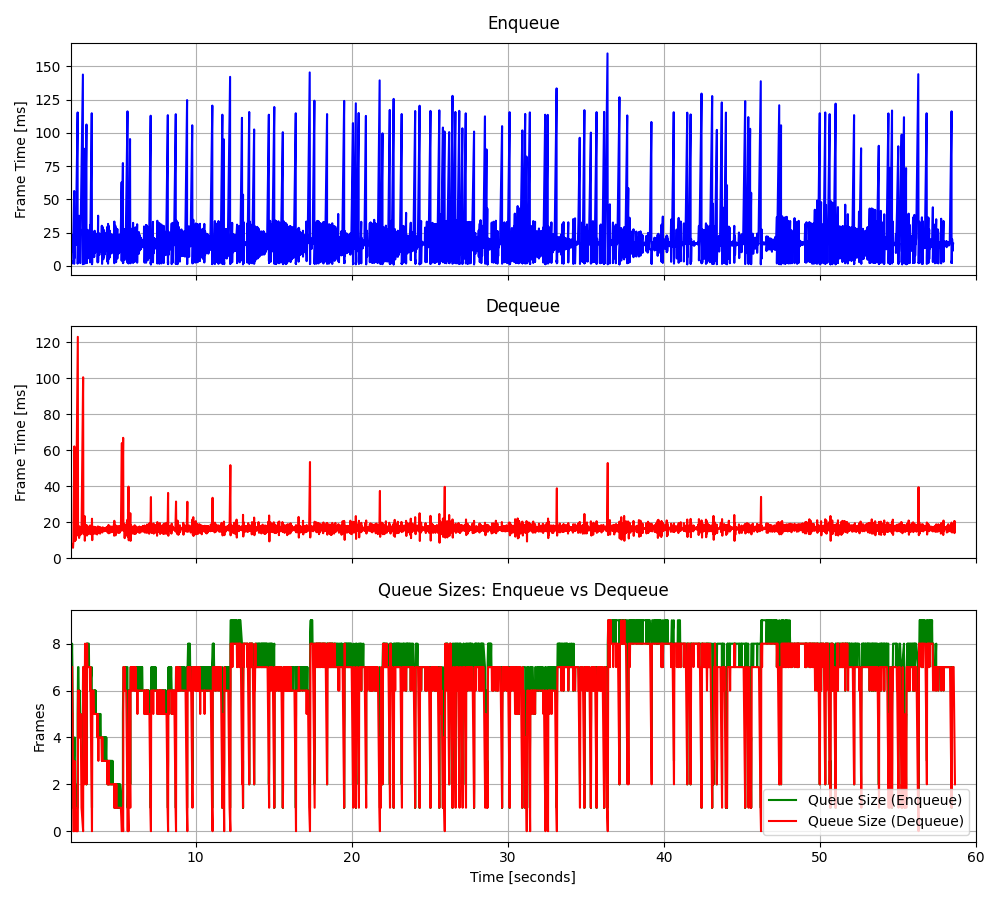 Enqueue
Frame Time [ms]
150
125
100
75
50
25
0
Dequeue
Frame Time [ms]
120
100
80
60
40
20
0
Queue Sizes: Enqueue vs Dequeue
Frames
8
6
4
2
0
Queue Size (Enqueue)
Queue Size (Dequeue)
10 20 30 40 50 60
Time [seconds]